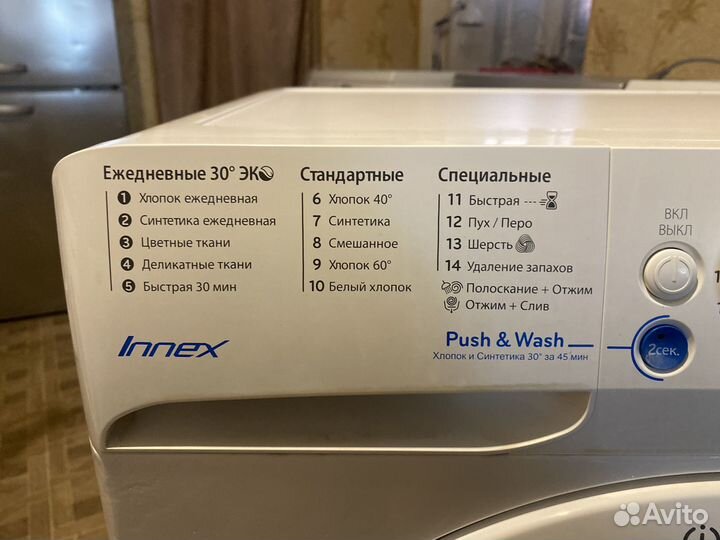 Ежедневные 30° ЭКО
1 Хлопок ежедневная
2 Синтетика ежедневная
3 Цветные ткани
4 Деликатные ткани
5 Быстрая 30 мин
Стандартные
6 Хлопок 40°
7 Синтетика
8 Смешанное
9 Хлопок 60°
10 Белый хлопок
Специальные
11 Быстрая
12 Пух / Перо
13 Шерсть
14 Удаление запахов
Полоскание + Отжим
Отжим + Слив
ВКЛ
ВЫКЛ
Innex
Push & Wash
Хлопок и Синтетика 30° за 45 мин
2сек.
Avito